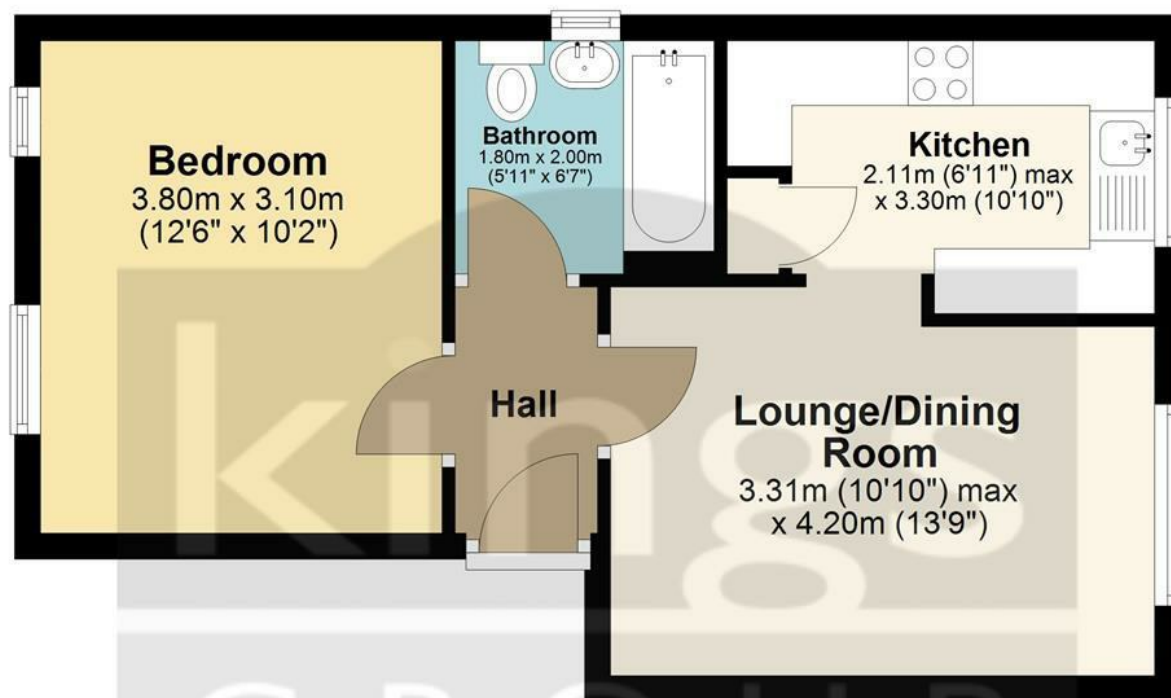 Bedroom
3.80m x 3.10m
(12'6" x 10'2")
Bathroom
1.80m x 2.00m
(5'11" x 6'7")
Kitchen
2.11m (6'11") max
x 3.30m (10'10")
Hall
Lounge/Dining
Room
3.31m (10'10") max
x 4.20m (13'9")
kings
GROUP